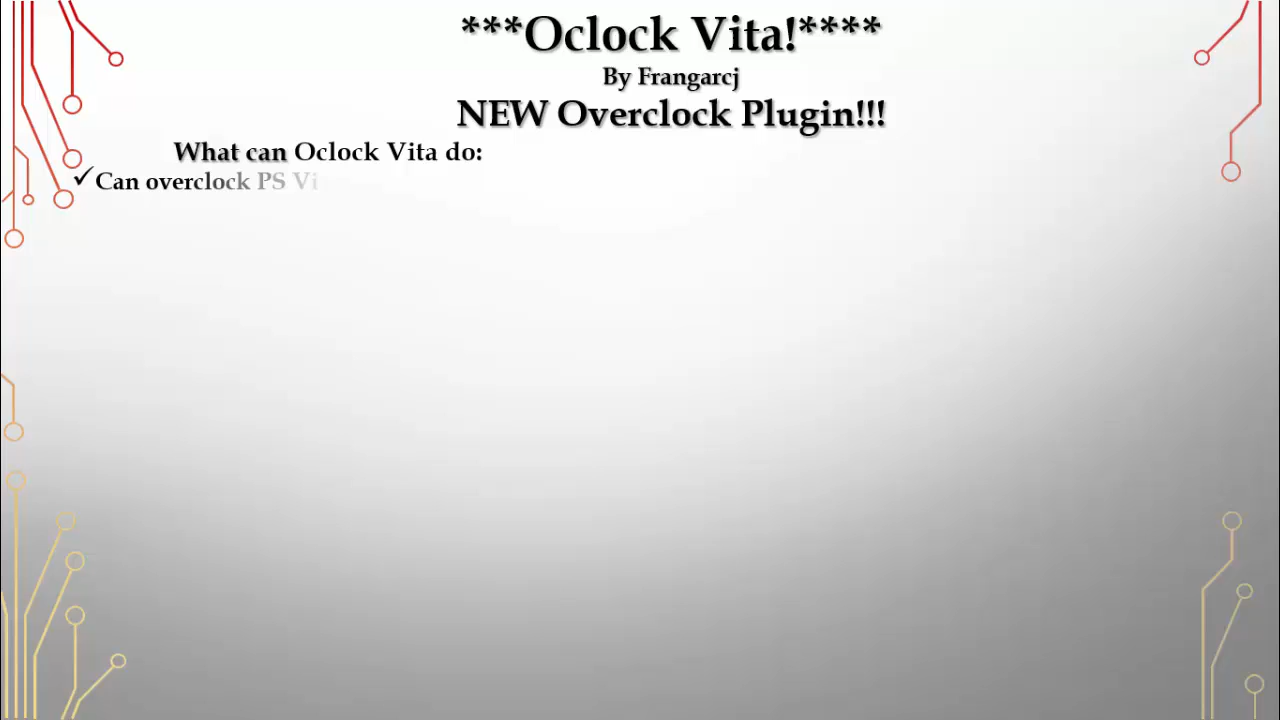 ***Oclock Vita!****
By Frangarcj
NEW Overclock Plugin!!!
What can Oclock Vita do:
✓Can overclock PS Vi